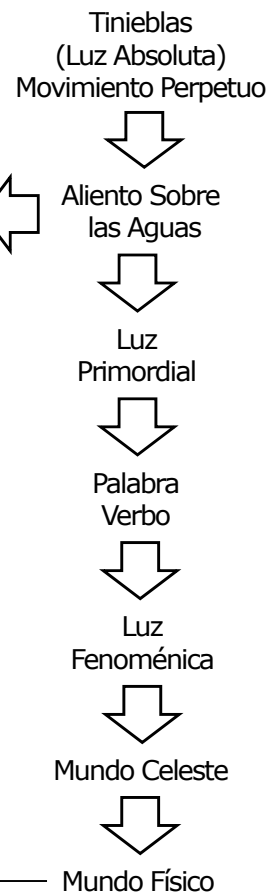 Tinieblas
(Luz Absoluta)
Movimiento Perpetuo
Aliento Sobre
las Aguas
Luz
Primordial
Palabra
Verbo
Luz
Fenoménica
Mundo Celeste
Mundo Físico